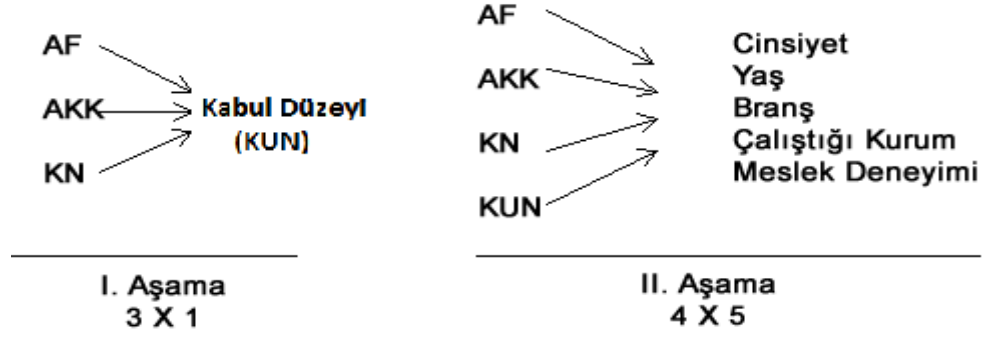 AF
AKK
KN
Kabul Düzeyi
(KUN)
I. Aşama
3 X 1
AF
AKK
KN
KUN
Cinsiyet
Yaş
Branş
Çalıştığı Kurum
Meslek Deneyimi
II. Aşama
4 X 5